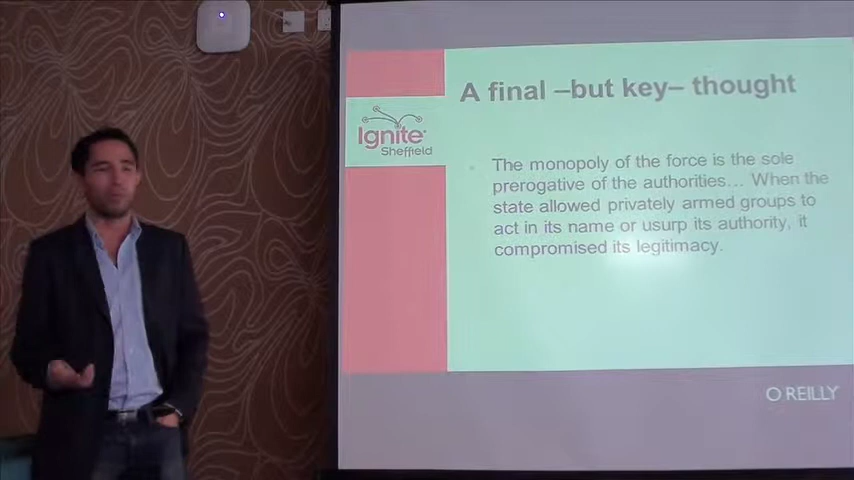 A final –but key– thought
Ignite
Sheffield
The monopoly of the force is the sole
prerogative of the authorities… When the
state allowed privately armed groups to
act in its name or usurp its authority, it
compromised its legitimacy.
O'REILLY